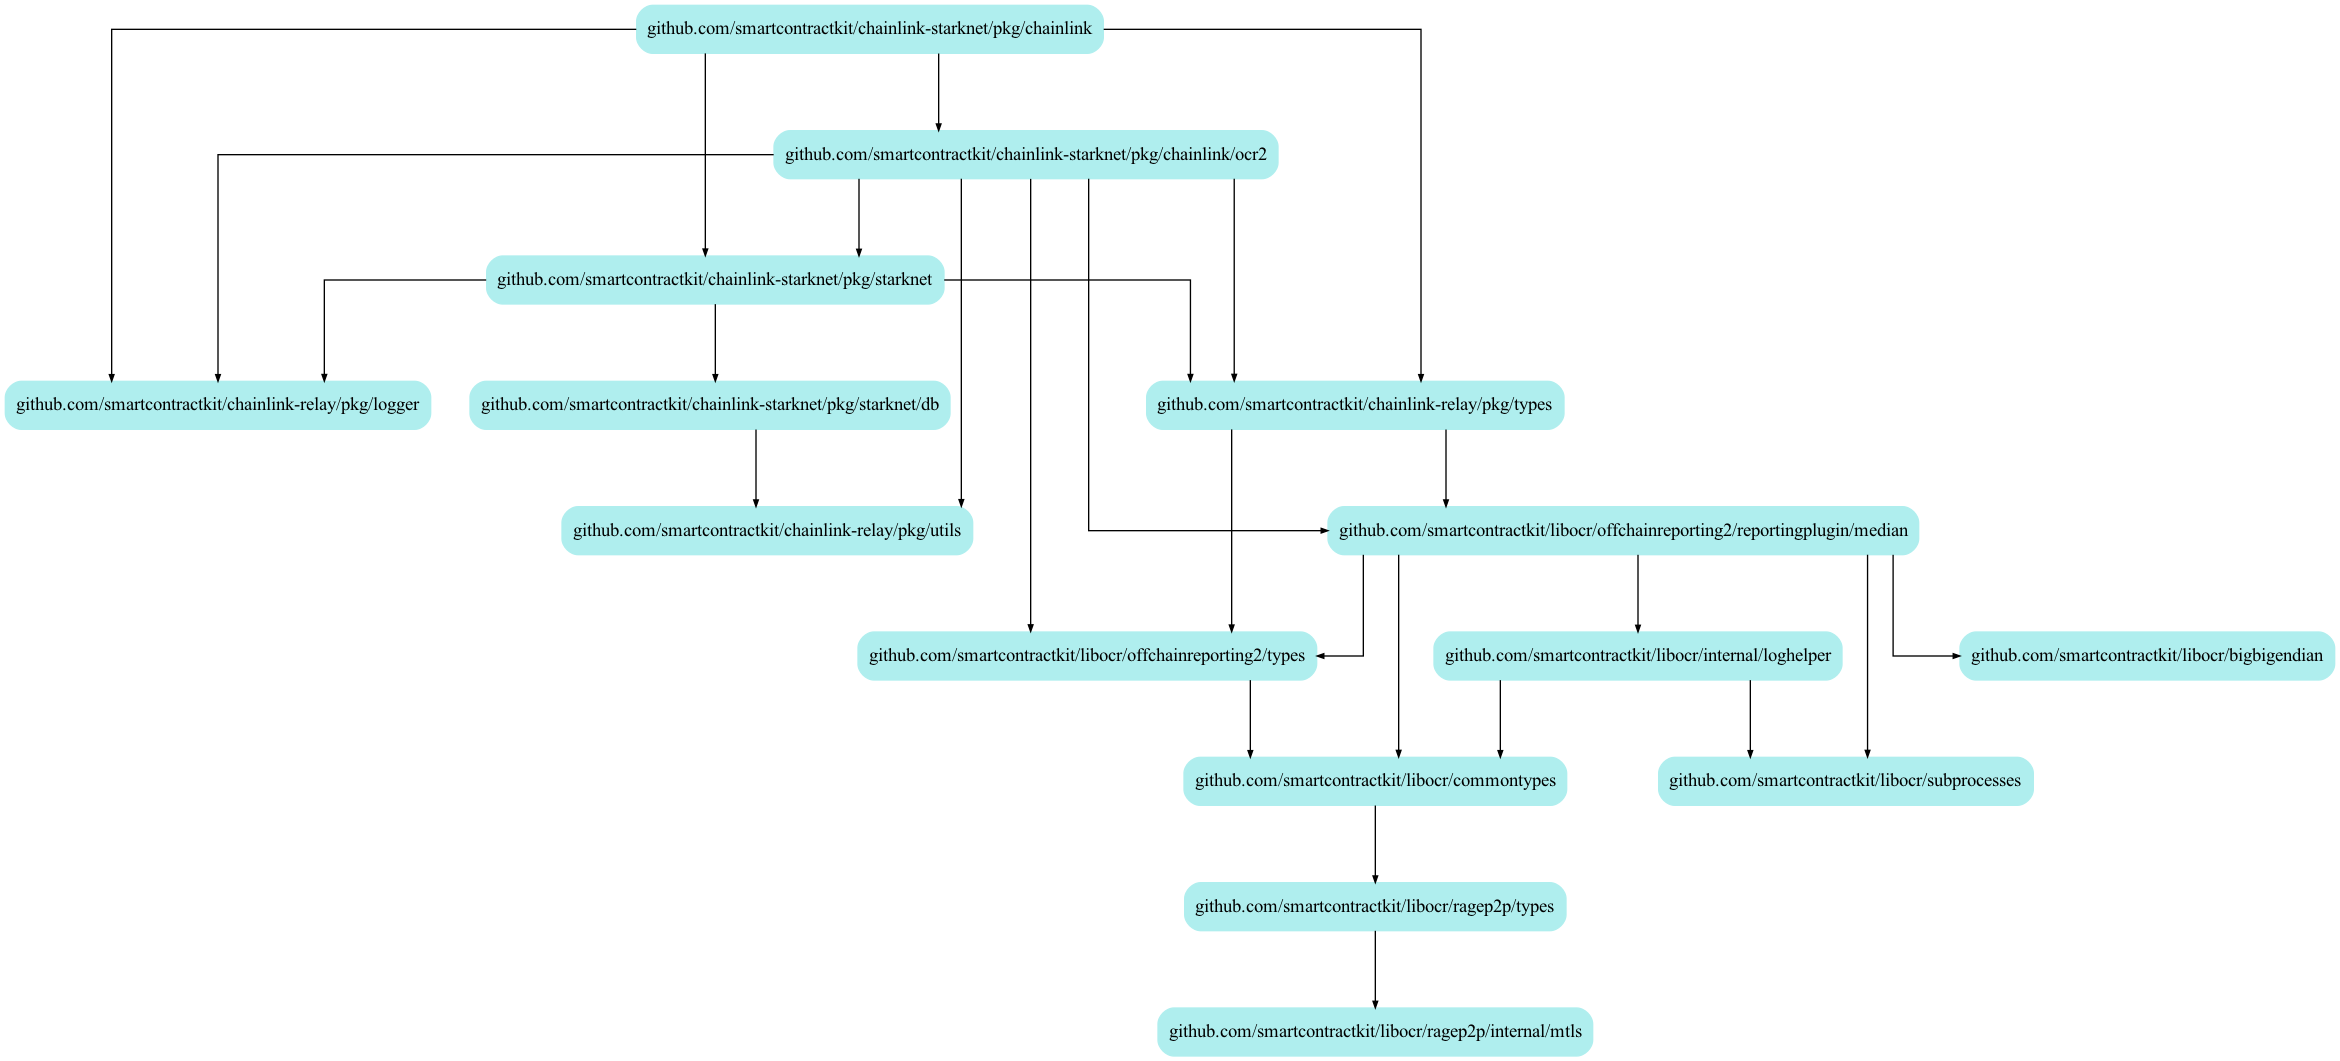 github.com/smartcontractkit/chainlink-starknet/pkg/chainlink
github.com/smartcontractkit/chainlink-starknet/pkg/chainlink/ocr2
github.com/smartcontractkit/chainlink-starknet/pkg/starknet
github.com/smartcontractkit/chainlink-relay/pkg/logger
github.com/smartcontractkit/chainlink-starknet/pkg/starknet/db
github.com/smartcontractkit/chainlink-relay/pkg/types
github.com/smartcontractkit/chainlink-relay/pkg/utils
github.com/smartcontractkit/libocr/offchainreporting2/reportingplugin/median
github.com/smartcontractkit/libocr/offchainreporting2/types
github.com/smartcontractkit/libocr/internal/loghelper
github.com/smartcontractkit/libocr/bigbigendian
github.com/smartcontractkit/libocr/commontypes
github.com/smartcontractkit/libocr/subprocesses
github.com/smartcontractkit/libocr/ragep2p/types
github.com/smartcontractkit/libocr/ragep2p/internal/mtls